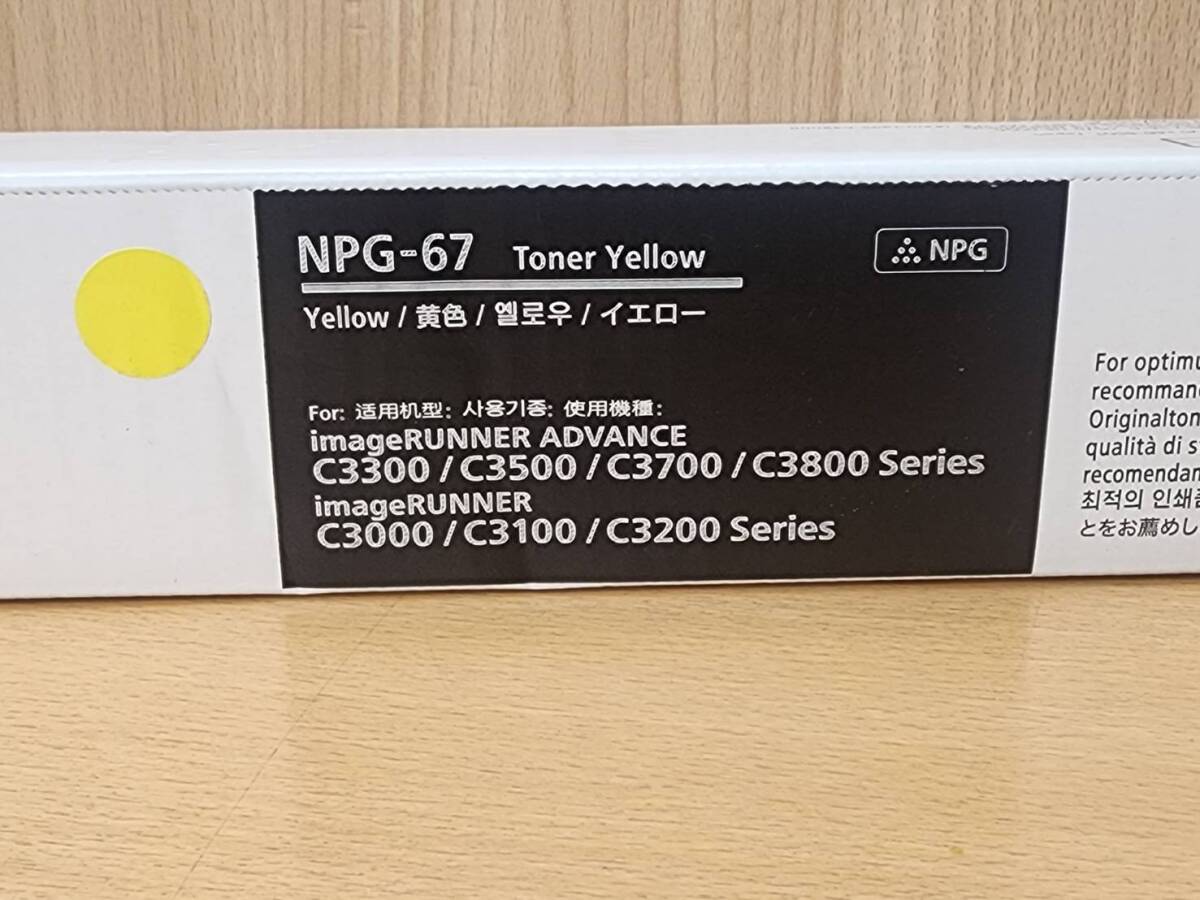 NPG-67 Toner Yellow
NPG
Yellow / 黄色 / 옐로우 / イエロー
For: 适用机型: 사용기종: 使用機種:
imageRUNNER ADVANCE
C3300 / C3500 / C3700 / C3800 Series
imageRUNNER
C3000 / C3100 / C3200 Series
For optimu
recomman
Originalton
qualità di s
recomendan
최적의 인쇄
とをお薦めし